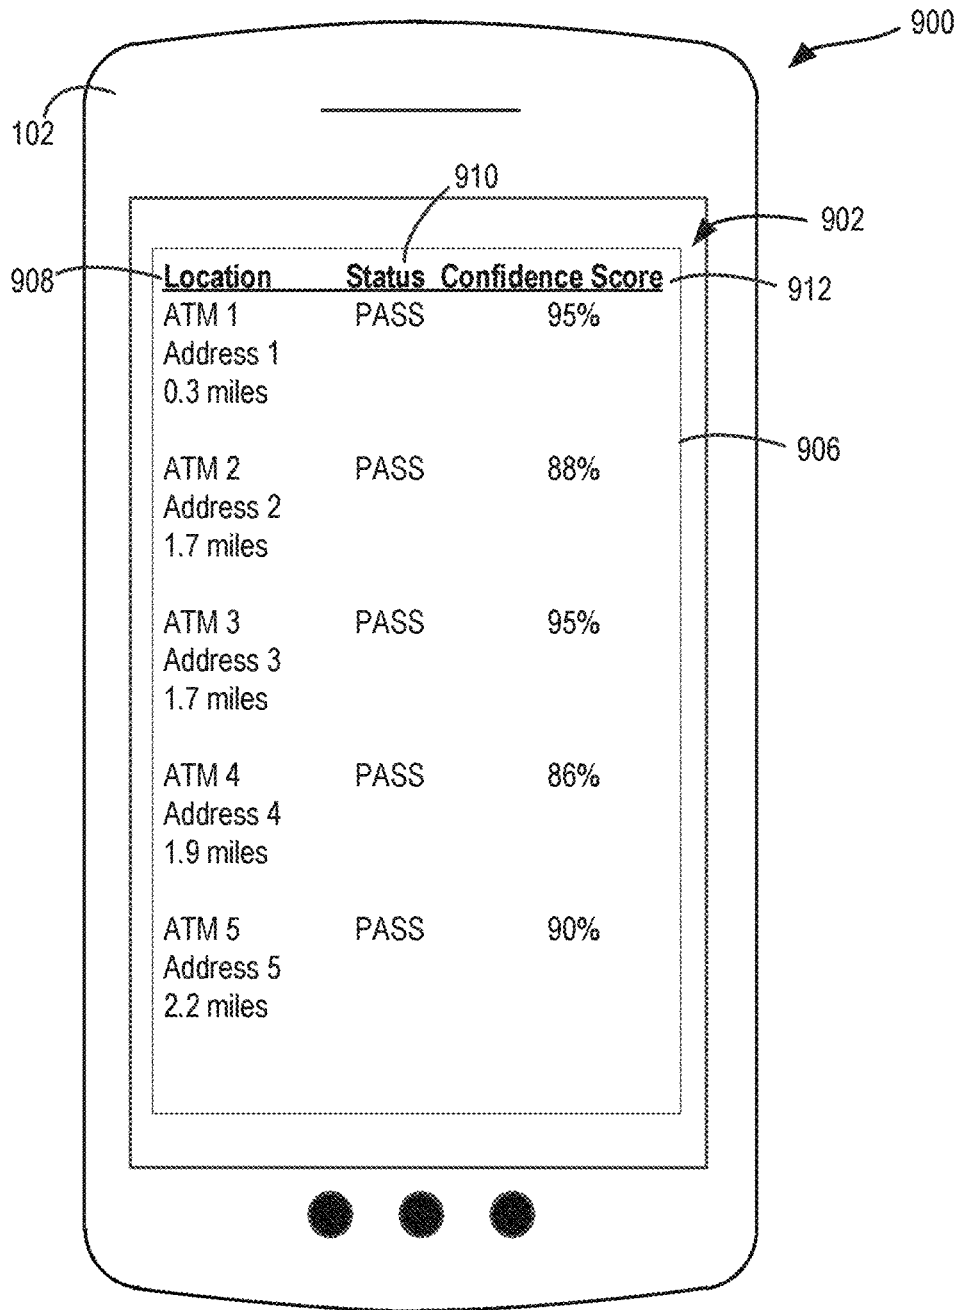 900
102
910
902
908 Location Status Confidence Score 912
ATM 1 PASS 95%
Address 1
0.3 miles
906
ATM 2 PASS 88%
Address 2
1.7 miles
ATM 3 PASS 95%
Address 3
1.7 miles
ATM 4 PASS 86%
Address 4
1.9 miles
ATM 5 PASS 90%
Address 5
2.2 miles